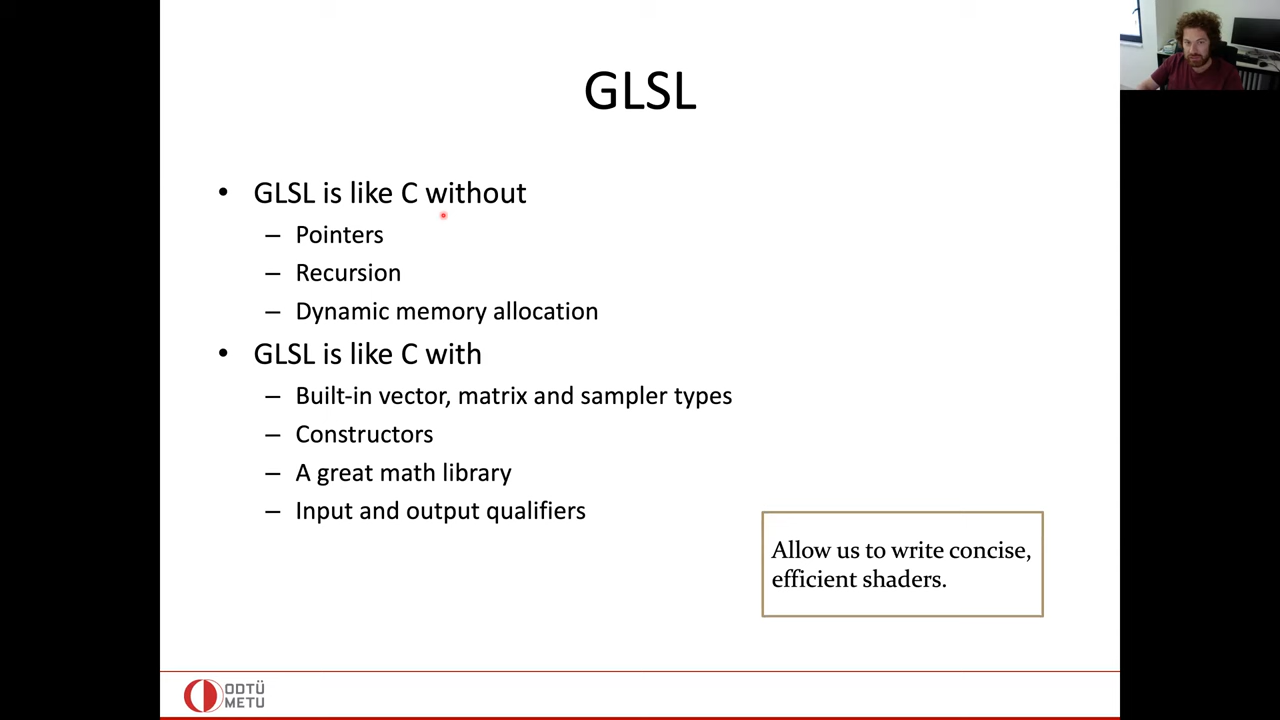 GLSL
• GLSL is like C without
– Pointers
– Recursion
– Dynamic memory allocation
• GLSL is like C with
– Built-in vector, matrix and sampler types
– Constructors
– A great math library
– Input and output qualifiers
Allow us to write concise,
efficient shaders.
ODTÜ
METU